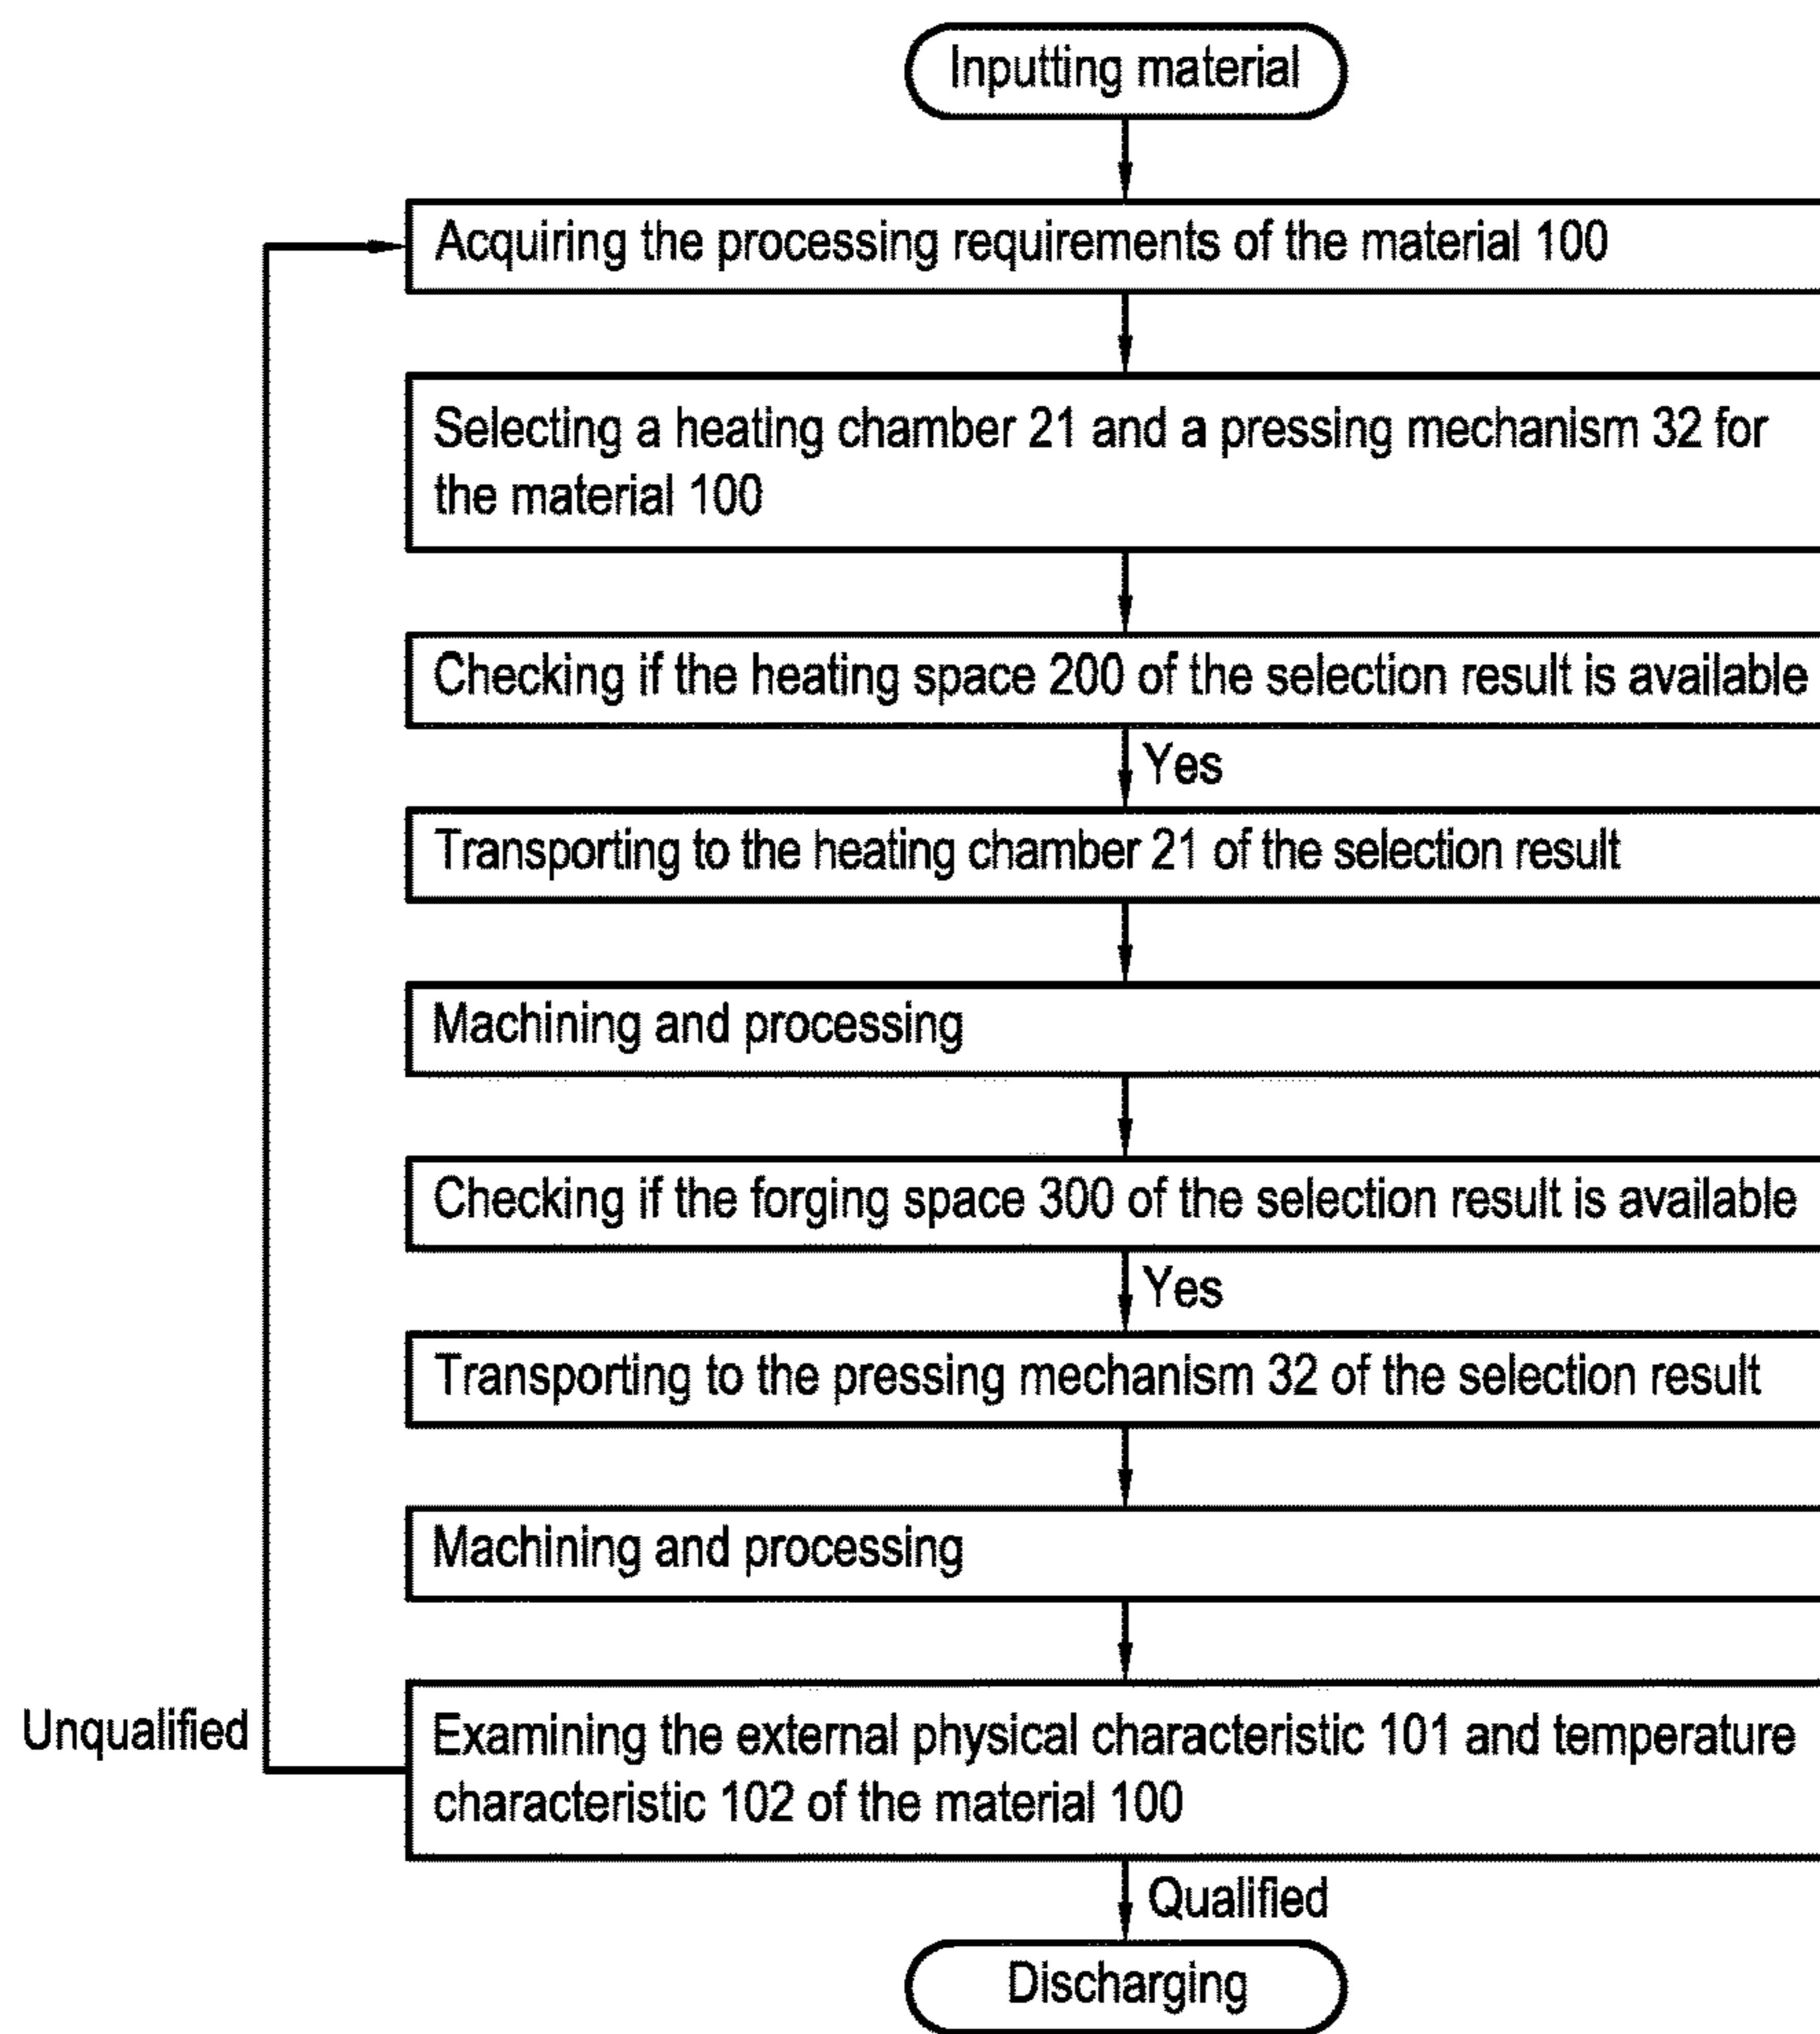 Inputting material
Acquiring the processing requirements of the material 100
Selecting a heating chamber 21 and a pressing mechanism 32 for
the material 100
Checking if the heating space 200 of the selection result is available
Yes
Transporting to the heating chamber 21 of the selection result
Machining and processing
Checking if the forging space 300 of the selection result is available
Yes
Transporting to the pressing mechanism 32 of the selection result
Machining and processing
Unqualified
Examining the external physical characteristic 101 and temperature
characteristic 102 of the material 100
Qualified
Discharging